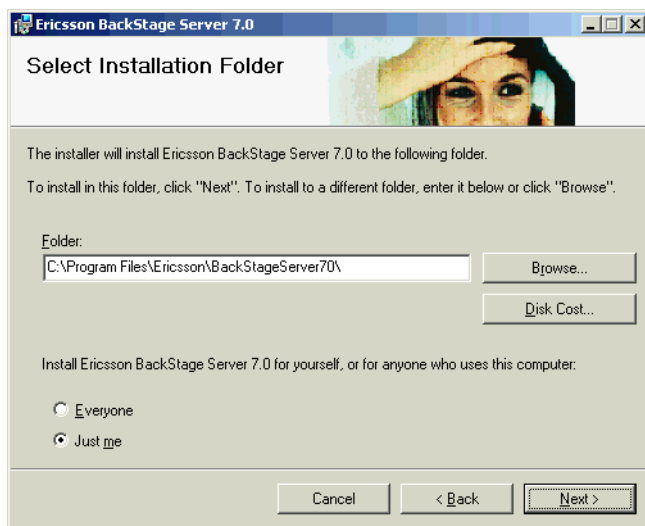 Ericsson BackStage Server 7.0
Select Installation Folder
The installer will install Ericsson BackStage Server 7.0 to the following folder.
To install in this folder, click "Next". To install to a different folder, enter it below or click "Browse".
Folder:
C:\Program Files\Ericsson\BackStageServer70\
Browse...
Disk Cost...
Install Ericsson BackStage Server 7.0 for yourself, or for anyone who uses this computer:
Everyone
Just me
Cancel
< Back
Next >